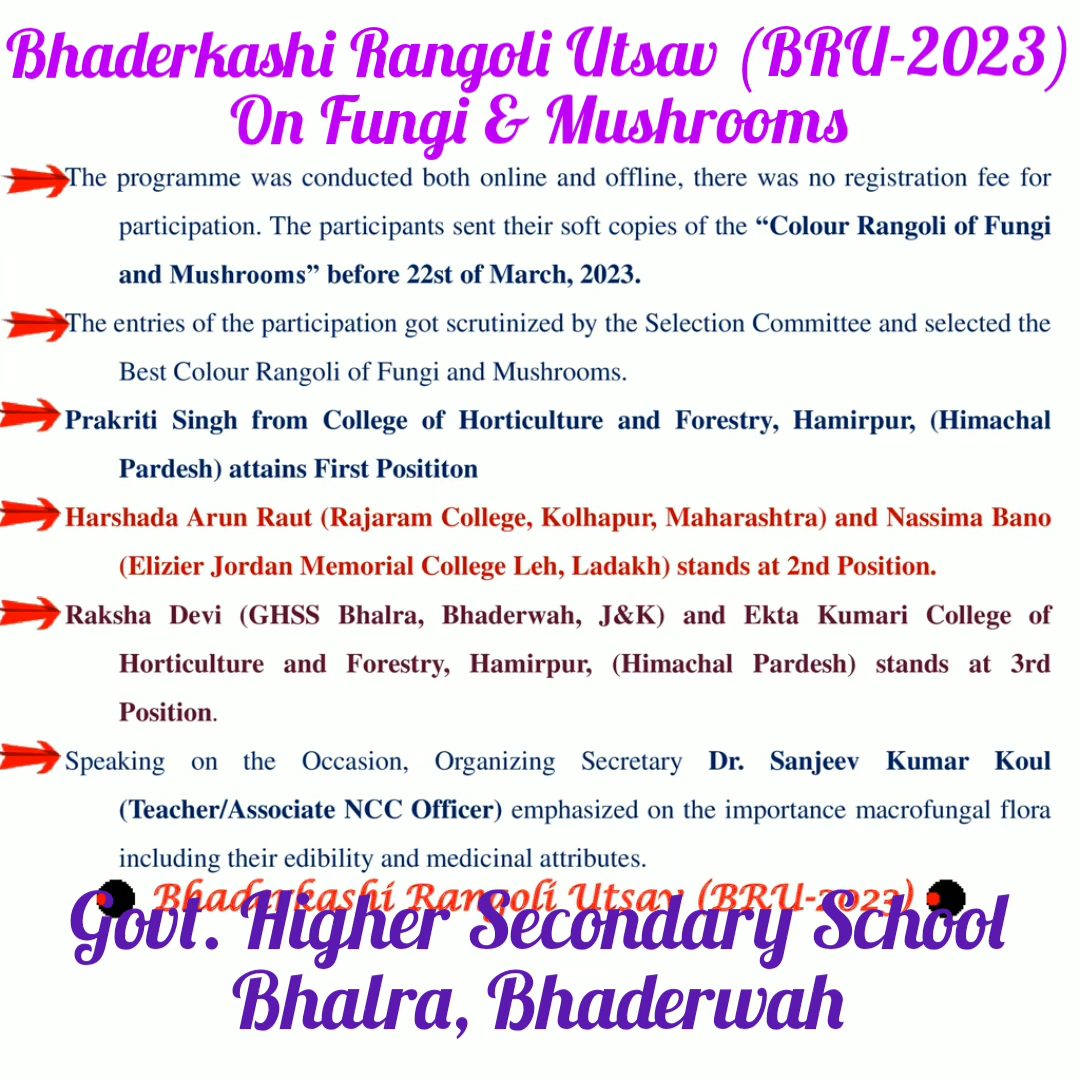 Bhaderkashi Rangoli Utsav (BRU-2023)
On Fungi & Mushrooms
The programme was conducted both online and offline, there was no registration fee for
participation. The participants sent their soft copies of the “Colour Rangoli of Fungi
and Mushrooms” before 22st of March, 2023.
The entries of the participation got scrutinized by the Selection Committee and selected the
Best Colour Rangoli of Fungi and Mushrooms.
Prakriti Singh from College of Horticulture and Forestry, Hamirpur, (Himachal
Pardesh) attains First Posititon
Harshada Arun Raut (Rajaram College, Kolhapur, Maharashtra) and Nassima Bano
(Elizier Jordan Memorial College Leh, Ladakh) stands at 2nd Position.
Raksha Devi (GHSS Bhalra, Bhaderwah, J&K) and Ekta Kumari College of
Horticulture and Forestry, Hamirpur, (Himachal Pardesh) stands at 3rd
Position.
Speaking on the Occasion, Organizing Secretary Dr. Sanjeev Kumar Koul
(Teacher/Associate NCC Officer) emphasized on the importance macrofungal flora
including their edibility and medicinal attributes.
Bhaderkashi Rangoli Utsav (BRU-2023)
Govt. Higher Secondary School
Bhalra, Bhaderwah